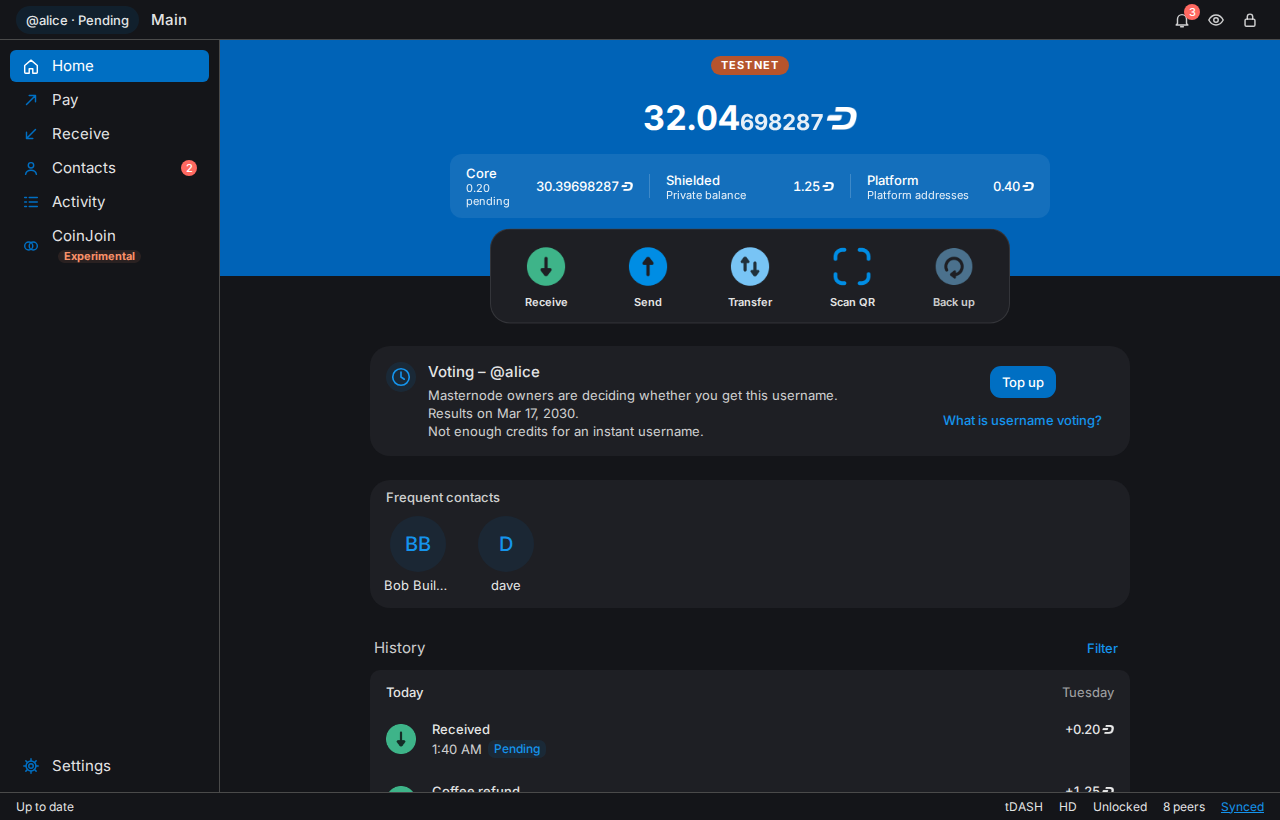 @alice · Pending
Main
3
Home
Pay
Receive
Contacts
2
Activity
CoinJoin
Experimental
Settings
TESTNET
32.04698287
Core
0.20 pending
30.39698287
Shielded
Private balance
1.25
Platform
Platform addresses
0.40
Receive
Send
Transfer
Scan QR
Back up
Voting – @alice
Masternode owners are deciding whether you get this username.
Results on Mar 17, 2030.
Not enough credits for an instant username.
Top up
What is username voting?
Frequent contacts
BB
D
Bob Buil...
dave
History
Filter
Today
Tuesday
Received
+0.20
1:40 AM
Pending
Coffee refund
+1.25
Up to date
tDASH
HD
Unlocked
8 peers
Synced